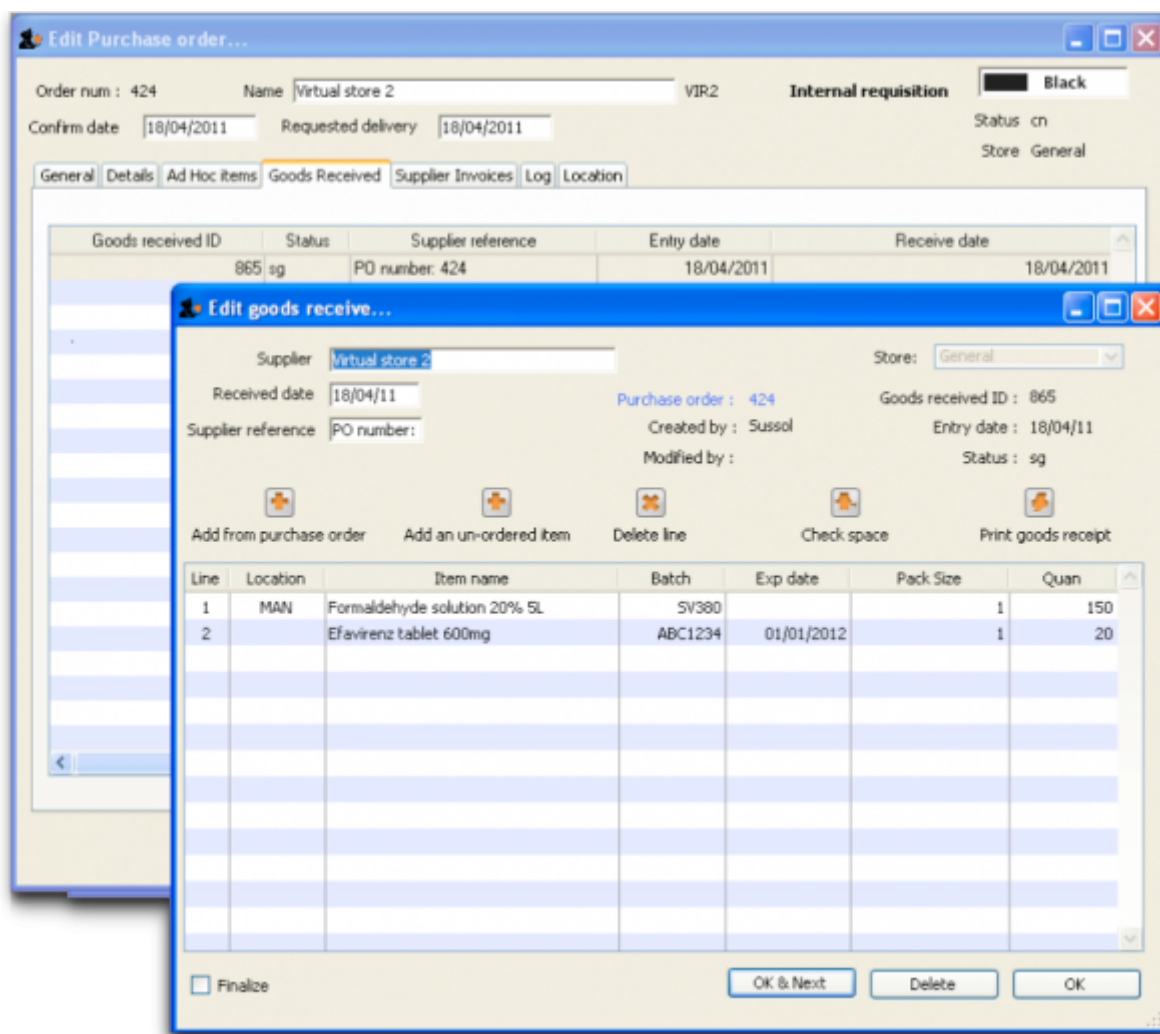 Edit Purchase order...
Order num : 424 Name Virtual store 2 VIR2 Internal requisition Black
Confirm date 18/04/2011 Requested delivery 18/04/2011 Status cn
Store General
General Details Ad Hoc items Goods Received Supplier Invoices Log Location
Goods received ID Status Supplier reference Entry date Receive date
865 sg PO number: 424 18/04/2011 18/04/2011
Edit goods receive...
Supplier Virtual store 2 Store: General
Received date 18/04/11 Purchase order : 424 Goods received ID : 865
Supplier reference PO number: Created by : Sussol Entry date : 18/04/11
Modified by : Status : sg
Add from purchase order Add an un-ordered item Delete line Check space Print goods receipt
Line Location Item name Batch Exp date Pack Size Quan
1 MAN Formaldehyde solution 20% 5L SV380 1 150
2 Efavirenz tablet 600mg ABC1234 01/01/2012 1 20
Finalize OK & Next Delete OK